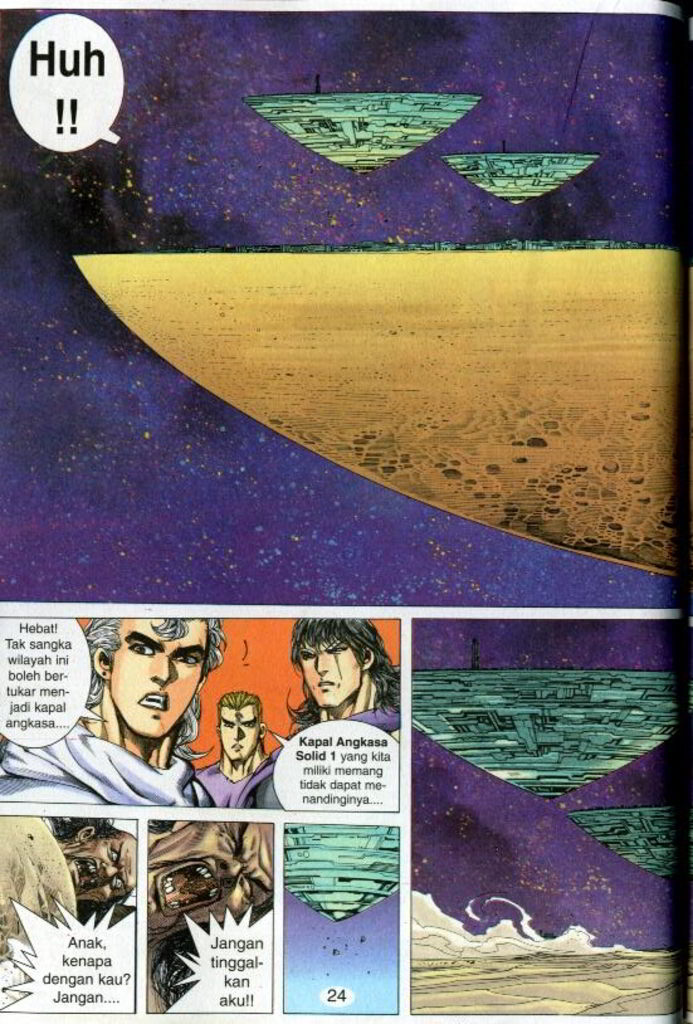 Huh
!!
Hebat!
Tak sangka
wilayah ini
boleh ber-
tukar men-
jadi kapal
angkasa....
Kapal Angkasa
Solid 1 yang kita
miliki memang
tidak dapat me-
nandinginya....
Anak,
kenapa
dengan kau?
Jangan....
Jangan
tinggal-
kan
aku!!
24